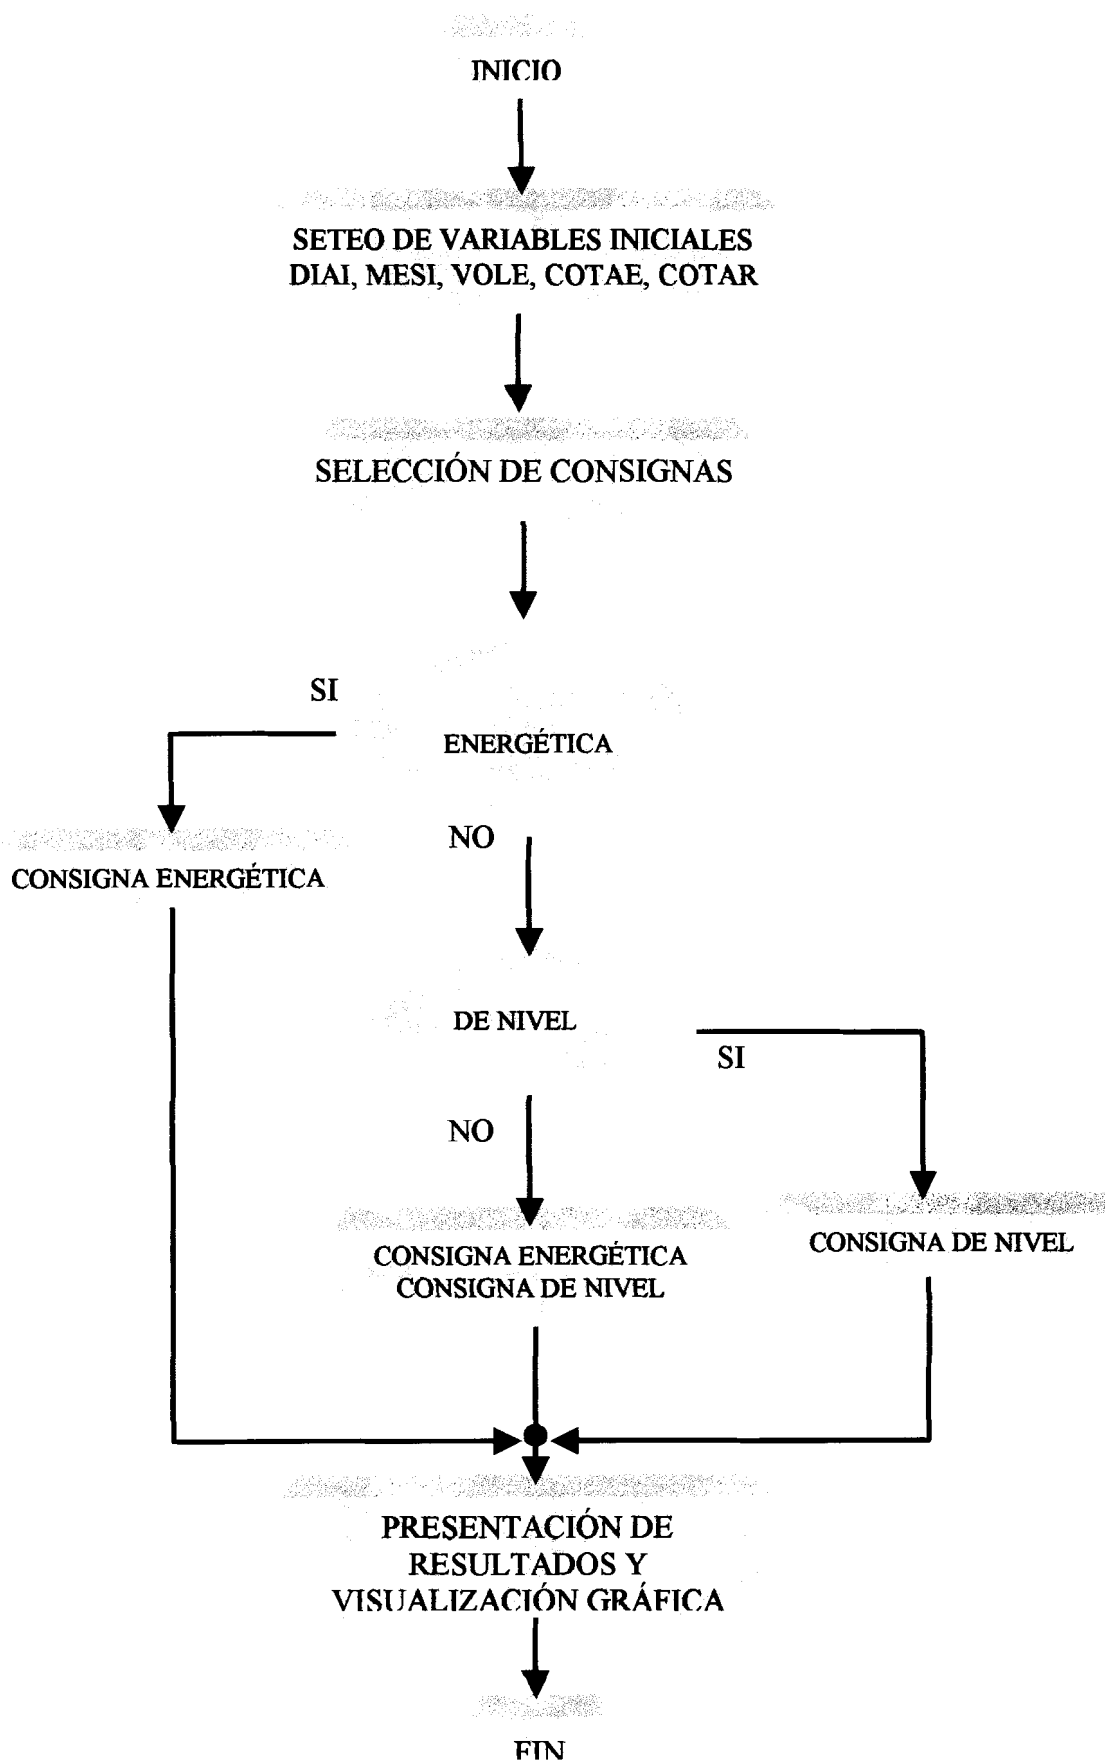 INICIO
SETEO DE VARIABLES INICIALES
DIAI, MESI, VOLE, COTAE, COTAR
SELECCIÓN DE CONSIGNAS
SI
ENERGÉTICA
NO
CONSIGNA ENERGÉTICA
DE NIVEL
SI
NO
CONSIGNA ENERGÉTICA
CONSIGNA DE NIVEL
CONSIGNA DE NIVEL
PRESENTACIÓN DE
RESULTADOS Y
VISUALIZACIÓN GRÁFICA
FIN